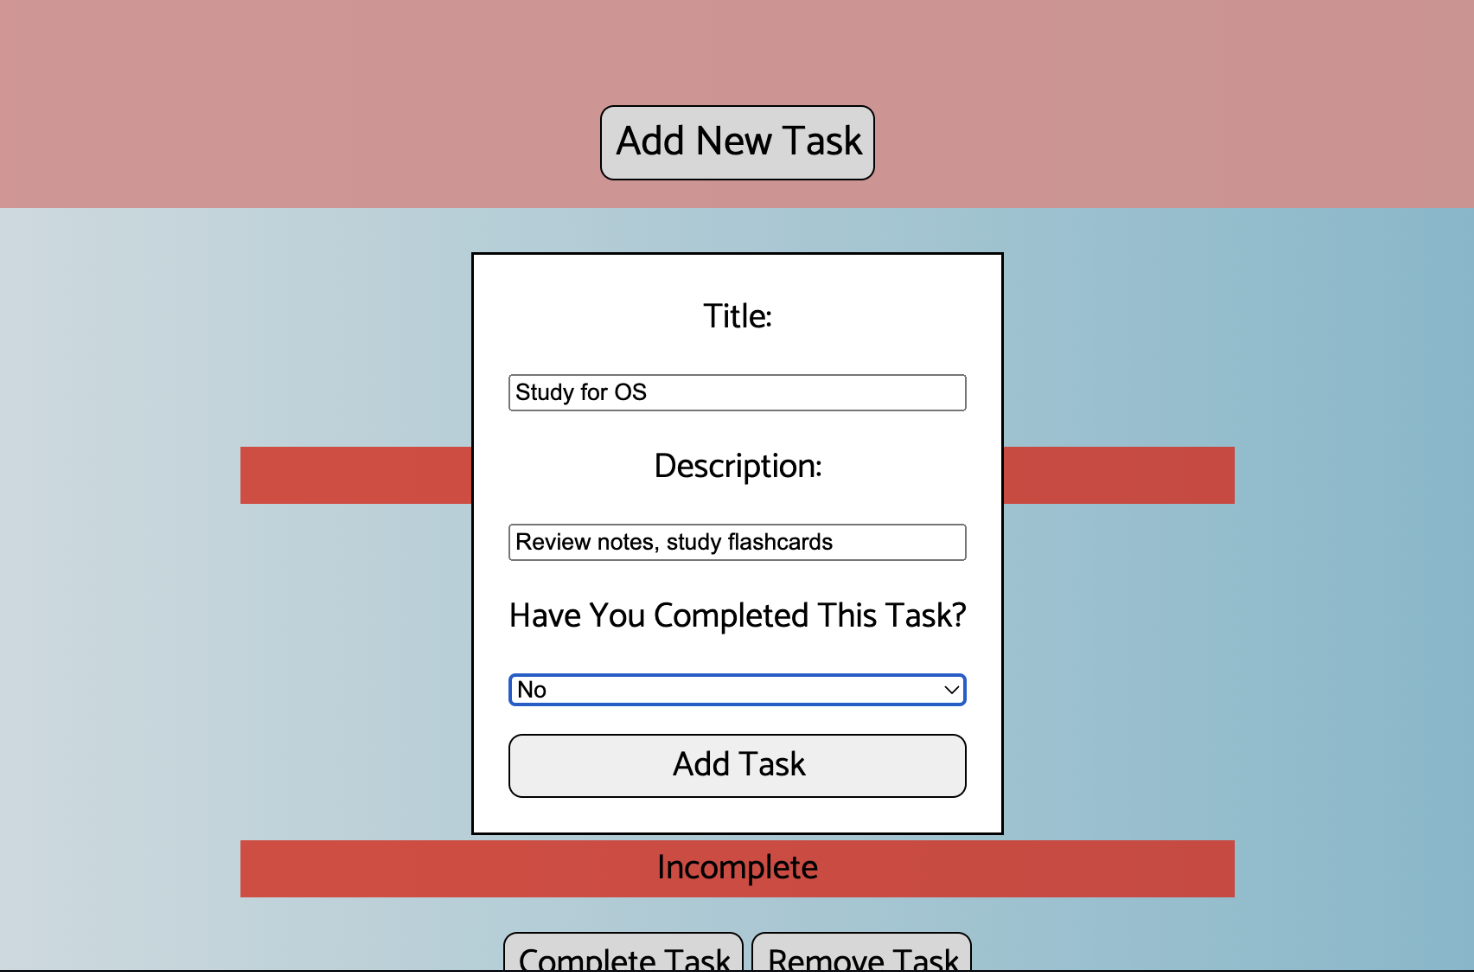 Add New Task
Title:
Study for OS
Description:
Review notes, study flashcards
Have You Completed This Task?
No
Add Task
Incomplete
Complete Task Remove Task